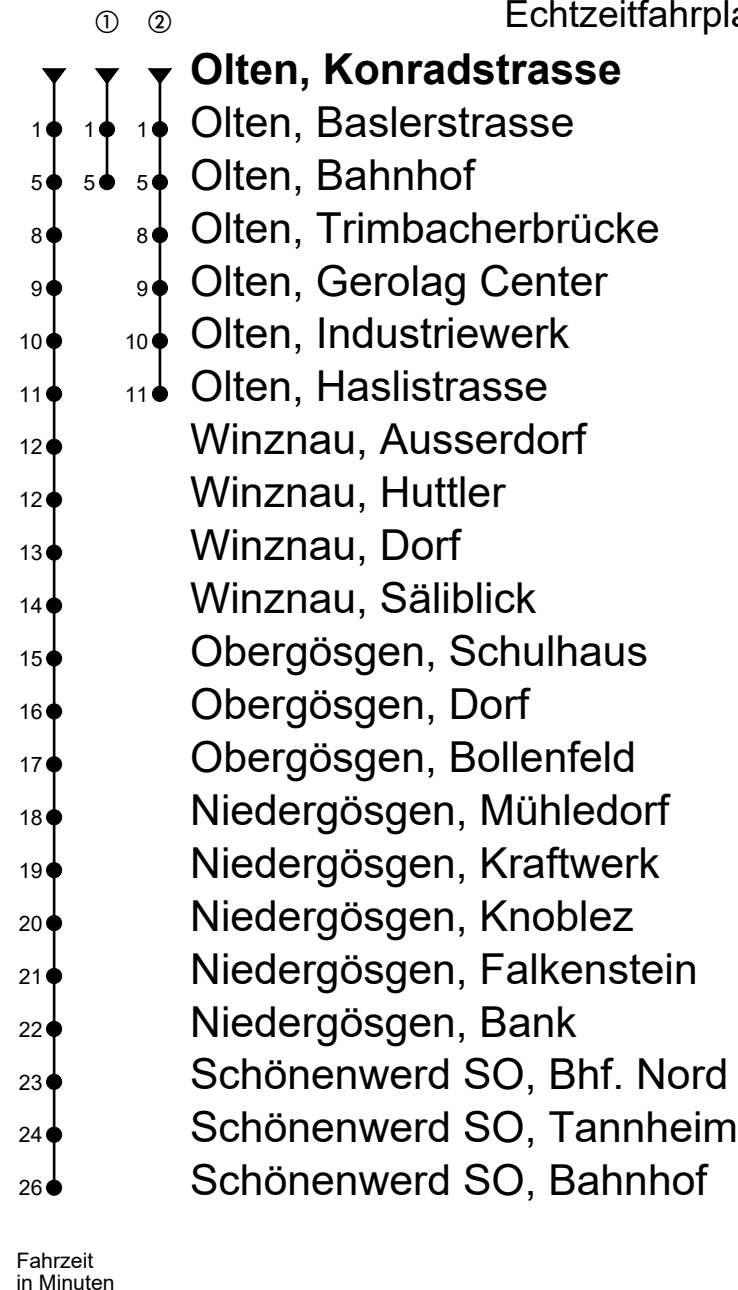 ① ② Echtzeitfahrpla
Olten, Konradstrasse
1 1 1 Olten, Baslerstrasse
5 5 5 Olten, Bahnhof
8 8 Olten, Trimbacherbrücke
9 9 Olten, Gerolag Center
10 10 Olten, Industriewerk
11 11 Olten, Haslistrasse
12 Winznau, Ausserdorf
12 Winznau, Huttler
13 Winznau, Dorf
14 Winznau, Säliblick
15 Obergösgen, Schulhaus
16 Obergösgen, Dorf
17 Obergösgen, Bollenfeld
18 Niedergösgen, Mühledorf
19 Niedergösgen, Kraftwerk
20 Niedergösgen, Knoblez
21 Niedergösgen, Falkenstein
22 Niedergösgen, Bank
23 Schönenwerd SO, Bhf. Nord
24 Schönenwerd SO, Tannheim
26 Schönenwerd SO, Bahnhof
Fahrzeit
in Minuten